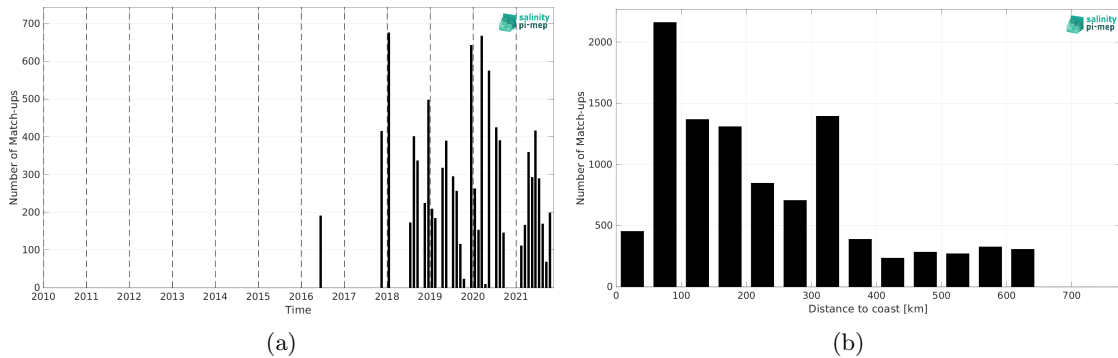 700
600
500
400
300
200
100
0
Number of Match-ups
2010 2011 2012 2013 2014 2015 2016 2017 2018 2019 2020 2021
Time
salinity
pi-mep
(a)
2000
1500
1000
500
0
Number of Match-ups
0 100 200 300 400 500 600 700
Distance to coast [km]
salinity
pi-mep
(b)